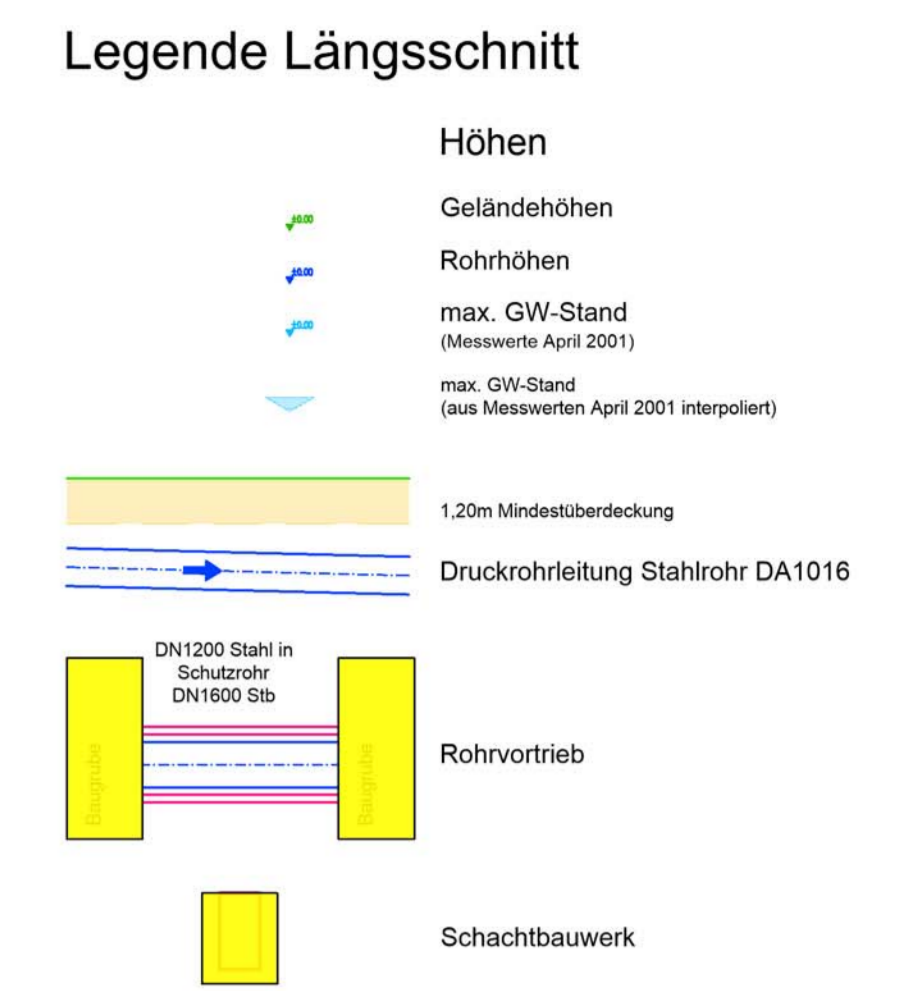 Legende Längsschnitt
Höhen
±0.00
Geländehöhen
±0.00
Rohrhöhen
±0.00
max. GW-Stand
(Messwerte April 2001)
max. GW-Stand
(aus Messwerten April 2001 interpoliert)
1,20m Mindestüberdeckung
Druckrohrleitung Stahlrohr DA1016
DN1200 Stahl in
Schutzrohr
DN1600 Stb
Baugrube
Baugrube
Rohrvortrieb
Schachtbauwerk